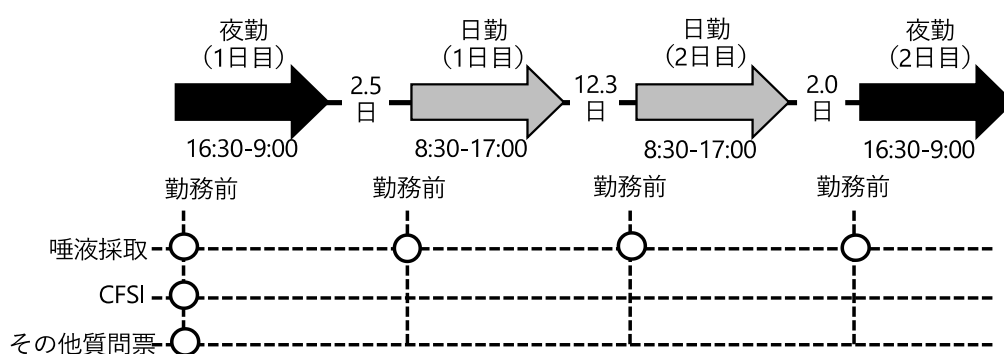 夜勤
(1日目)
日勤
(1日目)
日勤
(2日目)
夜勤
(2日目)
2.5
日
12.3
日
2.0
日
16:30-9:00
8:30-17:00
8:30-17:00
16:30-9:00
勤務前
勤務前
勤務前
勤務前
唾液採取
CFSI
その他質問票